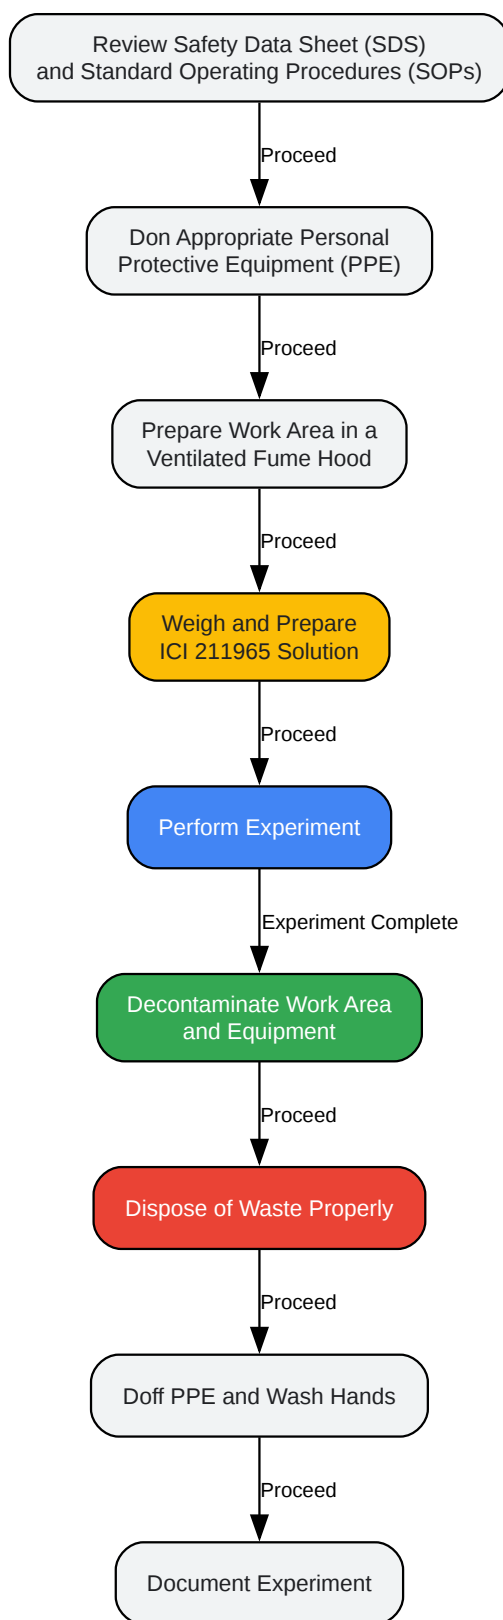 Review Safety Data Sheet (SDS)
and Standard Operating Procedures (SOPs)
Proceed
Don Appropriate Personal
Protective Equipment (PPE)
Proceed
Prepare Work Area in a
Ventilated Fume Hood
Proceed
Weigh and Prepare
ICI 211965 Solution
Proceed
Perform Experiment
Experiment Complete
Decontaminate Work Area
and Equipment
Proceed
Dispose of Waste Properly
Proceed
Doff PPE and Wash Hands
Proceed
Document Experiment